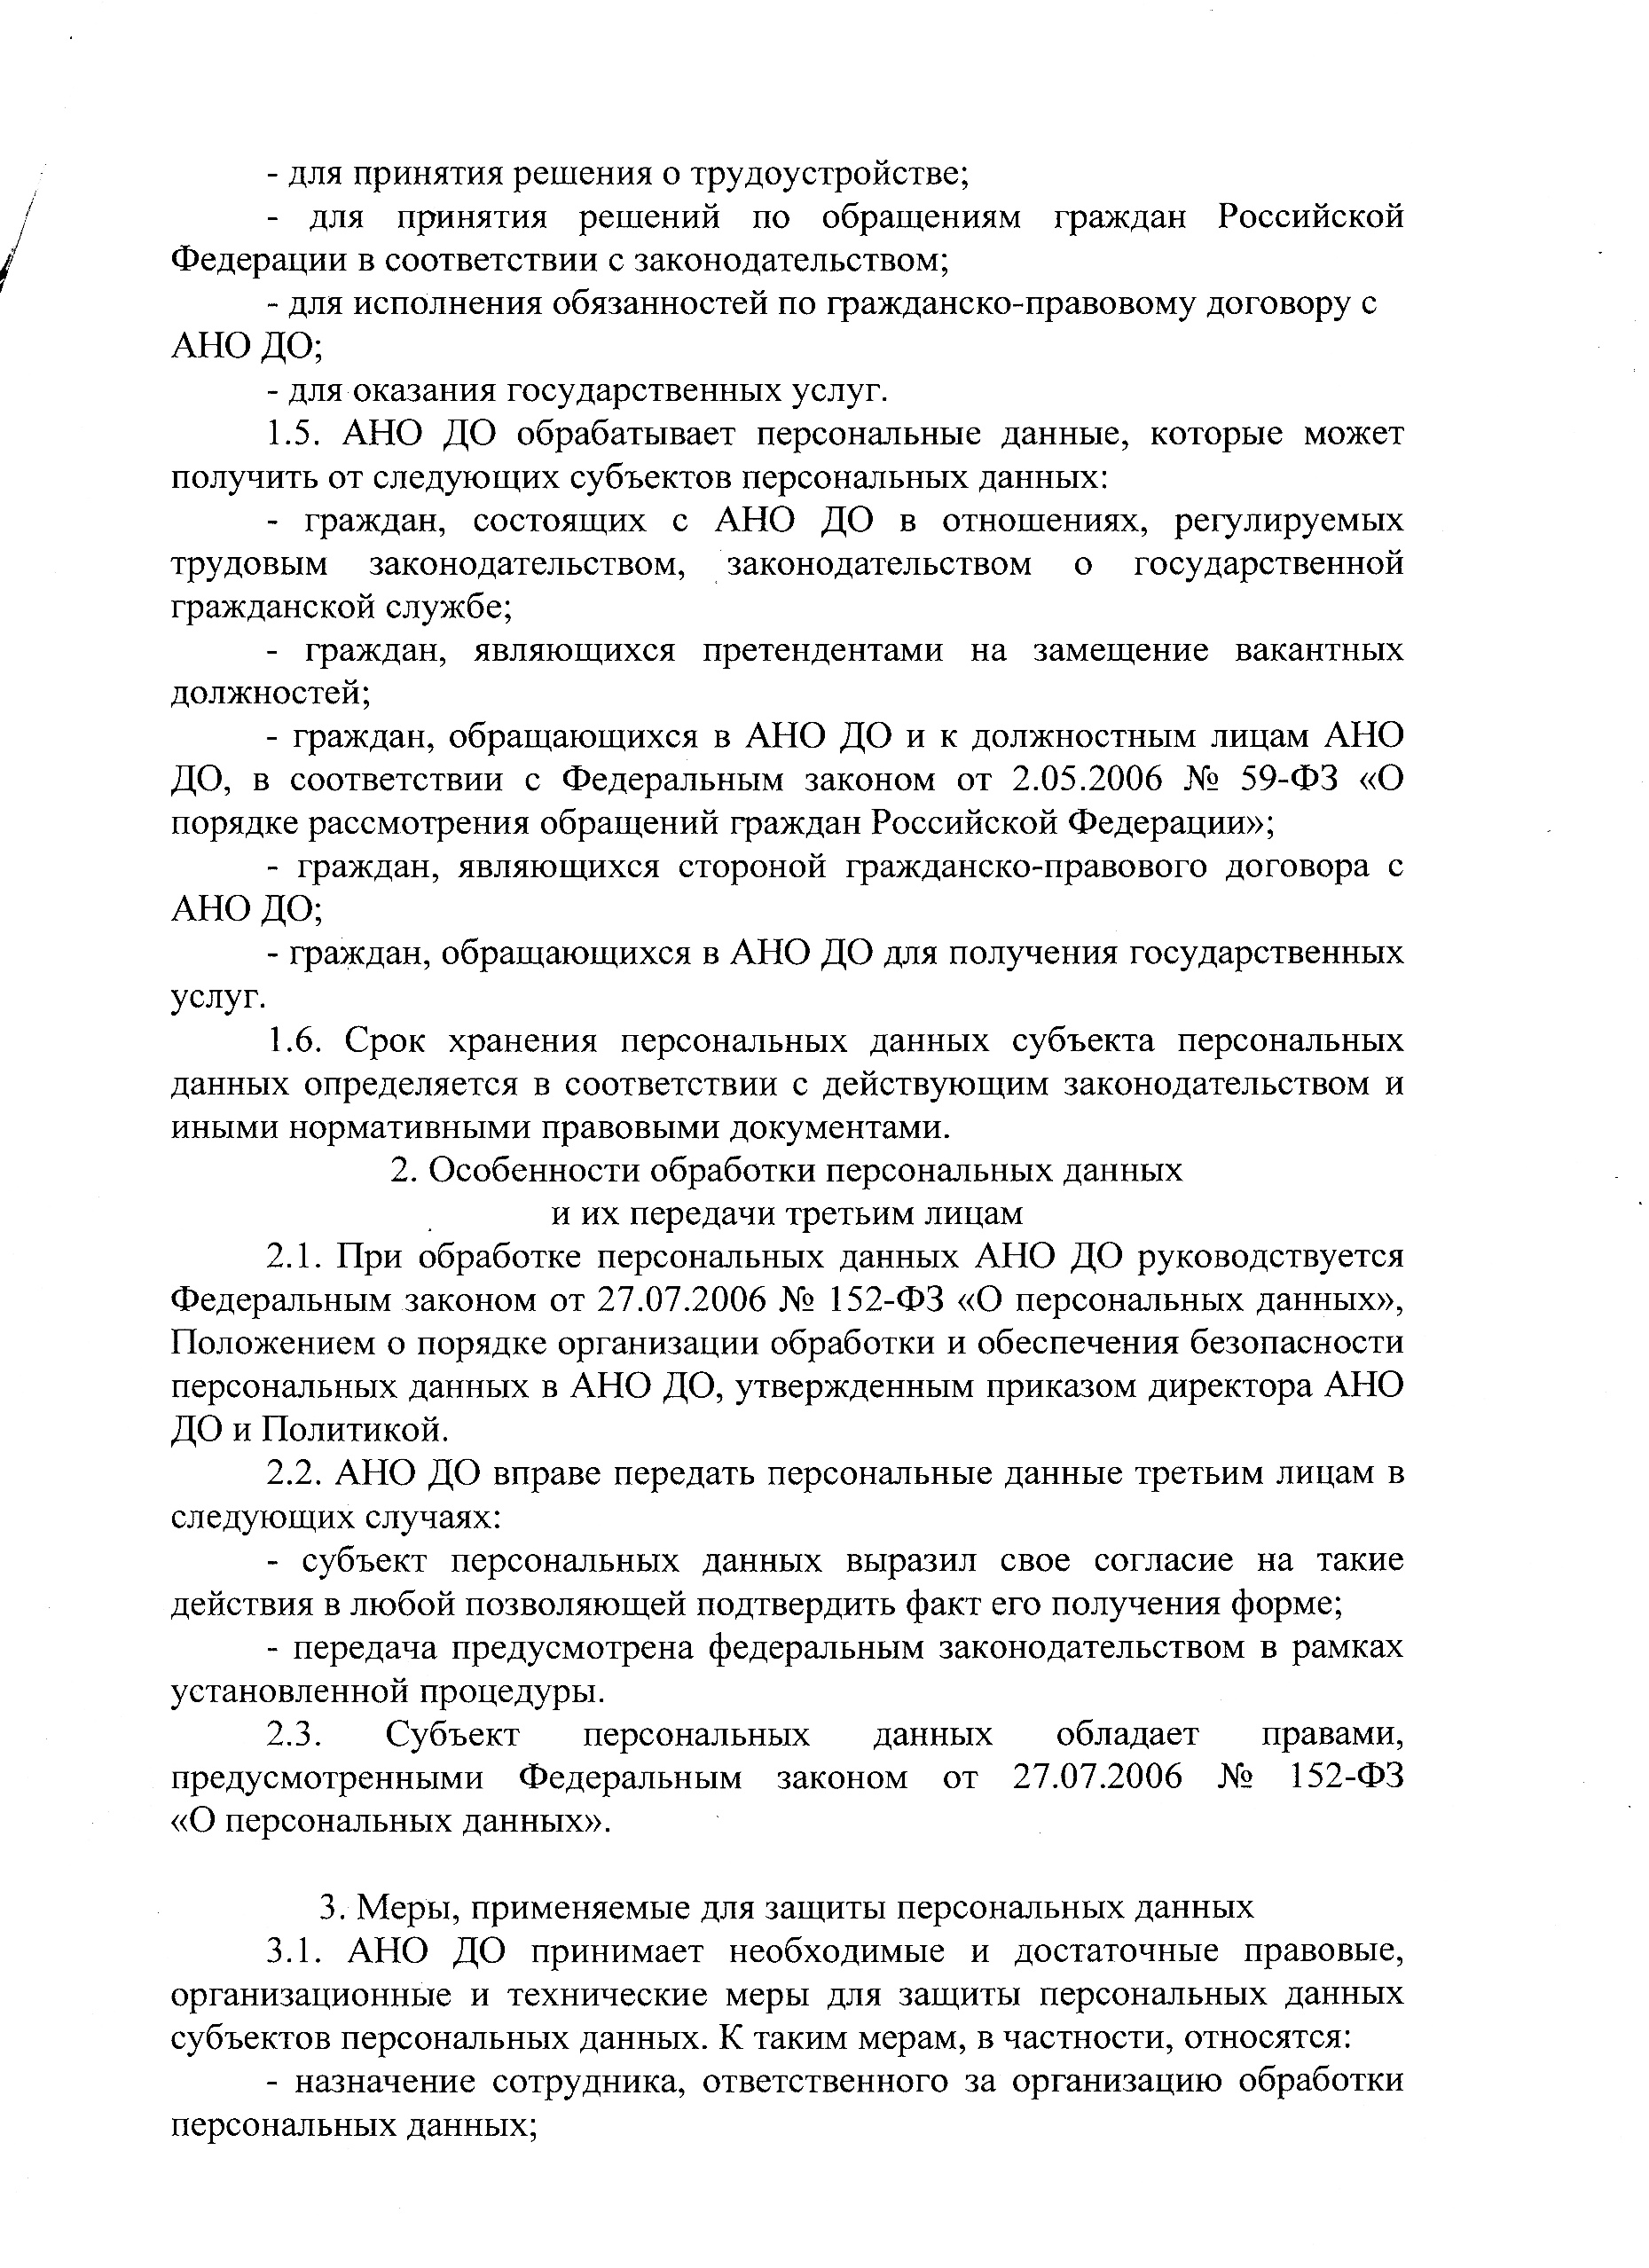 - для принятия решения о трудоустройстве;
- для принятия решений по обращениям граждан Российской
Федерации в соответствии с законодательством;
- для исполнения обязанностей по гражданско-правовому договору с
АНО ДО;
- для оказания государственных услуг.
1.5. АНО ДО обрабатывает персональные данные, которые может
получить от следующих субъектов персональных данных:
- граждан, состоящих с АНО ДО в отношениях, регулируемых
трудовым законодательством, законодательством о государственной
гражданской службе;
- граждан, являющихся претендентами на замещение вакантных
должностей;
- граждан, обращающихся в АНО ДО и к должностным лицам АНО
ДО, в соответствии с Федеральным законом от 2.05.2006 № 59-ФЗ «О
порядке рассмотрения обращений граждан Российской Федерации»;
- граждан, являющихся стороной гражданско-правового договора с
АНО ДО;
- граждан, обращающихся в АНО ДО для получения государственных
услуг.
1.6. Срок хранения персональных данных субъекта персональных
данных определяется в соответствии с действующим законодательством и
иными нормативными правовыми документами.
2. Особенности обработки персональных данных
и их передачи третьим лицам
2.1. При обработке персональных данных АНО ДО руководствуется
Федеральным законом от 27.07.2006 № 152-ФЗ «О персональных данных»,
Положением о порядке организации обработки и обеспечения безопасности
персональных данных в АНО ДО, утвержденным приказом директора АНО
ДО и Политикой.
2.2. АНО ДО вправе передать персональные данные третьим лицам в
следующих случаях:
- субъект персональных данных выразил свое согласие на такие
действия в любой позволяющей подтвердить факт его получения форме;
- передача предусмотрена федеральным законодательством в рамках
установленной процедуры.
2.3. Субъект персональных данных обладает правами,
предусмотренными Федеральным законом от 27.07.2006 № 152-ФЗ
«О персональных данных».
3. Меры, применяемые для защиты персональных данных
3.1. АНО ДО принимает необходимые и достаточные правовые,
организационные и технические меры для защиты персональных данных
субъектов персональных данных. К таким мерам, в частности, относятся:
- назначение сотрудника, ответственного за организацию обработки
персональных данных;